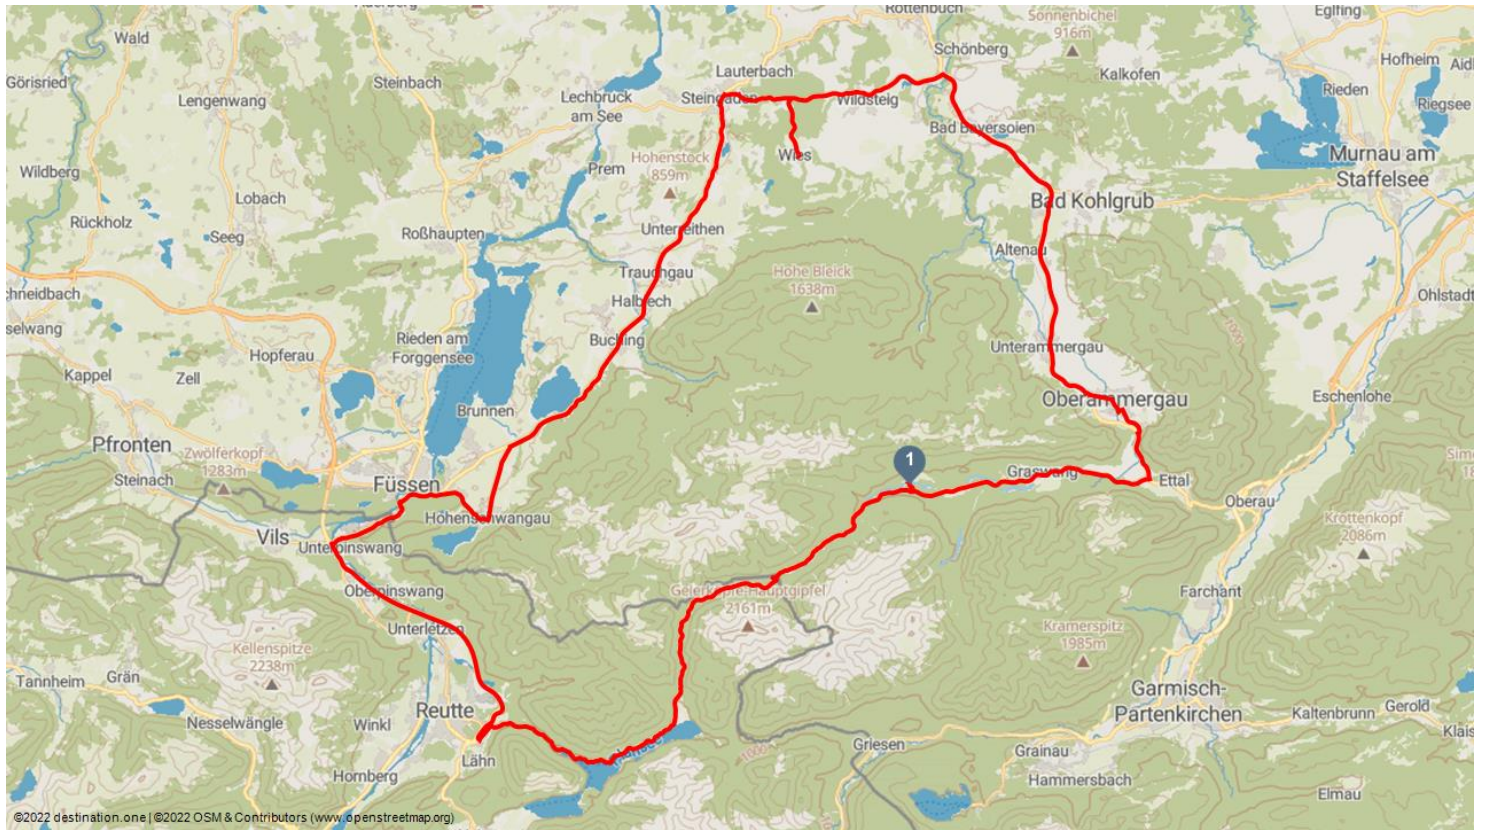 Wald
Görisried
Lengenwang
Steinbach
Lechbruck
am See
Lauterbach
Steingaden
Wildsteig
Rottenbuch
Schönberg
Sonnenbichel
916m
Kalkofen
Eglfing
Hofheim
Rieden
Riegsee
Bad Bayersoien
Murnau am
Staffelsee
Wies
Prem
Hohenstock
859m
Wildberg
Lobach
Rückholz
Seeg
Roßhaupten
Unterreithen
Bad Kohlgrub
Altenau
Trauchgau
Hohe Bleick
1638m
Halblech
Ohlstadt
1000
Buching
Rieden am
Forggensee
Hopferau
Kappel
Zell
Unterammergau
Oberammergau
Eschenlohe
Brunnen
Pfronten
Zwölferkopf
1283m
Steinach
Füssen
1
Graswang
Ettal
Oberau
Hohenschwangau
Vils
Unterpinswang
Krottenkopf
2086m
Oberpinswang
Geierköpfe-Hauptgipfel
2161m
Farchant
Unterletzen
Kramerspitz
1985m
Kellenspitze
2238m
Tannheim
Grän
Nesselwängle
Winkl
Reutte
Lähn
Hornberg
1000
Griesen
Garmisch-
Partenkirchen
Kaltenbrunn
Gerold
Grainau
Hammersbach
Elmau
©2022 destination.one | ©2022 OSM & Contributors (www.openstreetmap.org)